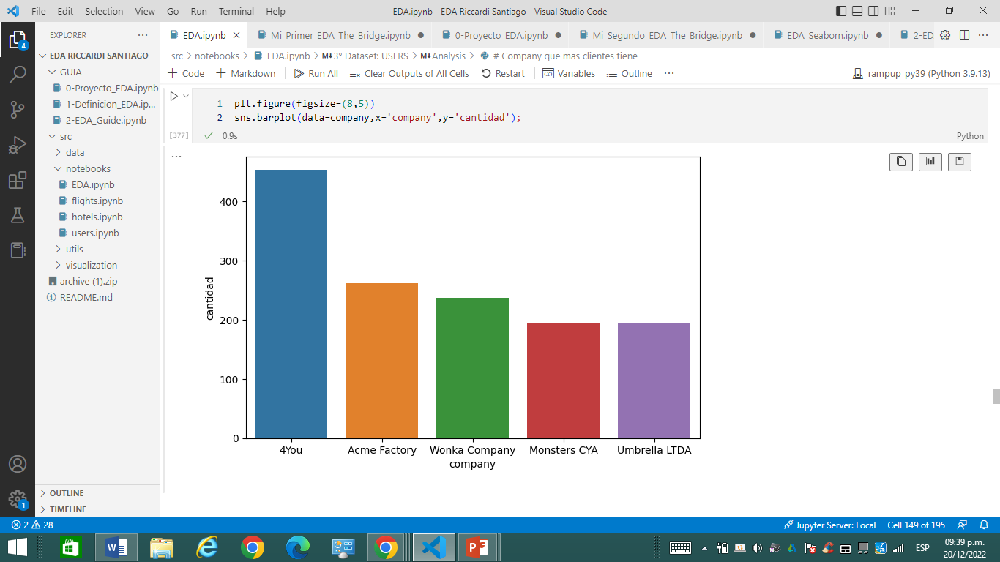 File Edit Selection View Go Run Terminal Help EDA.ipynb - EDA Riccardi Santiago - Visual Studio Code
EXPLORER
EDA RICCARDI SANTIAGO
GUIA
0-Proyecto_EDA.ipynb
1-Definicion_EDA.ip...
2-EDA_Guide.ipynb
src
data
notebooks
EDA.ipynb
flights.ipynb
hotels.ipynb
users.ipynb
utils
visualization
archive (1).zip
README.md
OUTLINE
TIMELINE
4
1
EDA.ipynb Mi_Primer_EDA_The_Bridge.ipynb 0-Proyecto_EDA.ipynb Mi_Segundo_EDA_The_Bridge.ipynb EDA_Seaborn.ipynb 2-ED
src > notebooks > EDA.ipynb > M↓3° Dataset: USERS > M↓Analysis > # Company que mas clientes tiene
+ Code + Markdown Run All Clear Outputs of All Cells Restart Variables Outline ... rampup_py39 (Python 3.9.13)
1 plt.figure(figsize=(8,5))
2 sns.barplot(data=company,x='company',y='cantidad');
[377] 0.9s Python
400
300
200
100
0
cantidad
4You Acme Factory Wonka Company Monsters CYA Umbrella LTDA
company
2 28 Jupyter Server: Local Cell 149 of 195
ESP 09:39 p.m.
20/12/2022